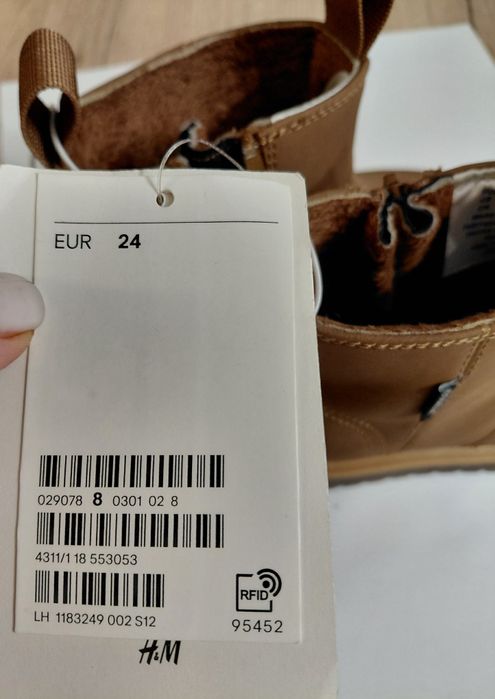 EUR 24
029078 8 0301 02 8
4311/1 18 553053
RFID
LH 1183249 002 S12
95452
H&M